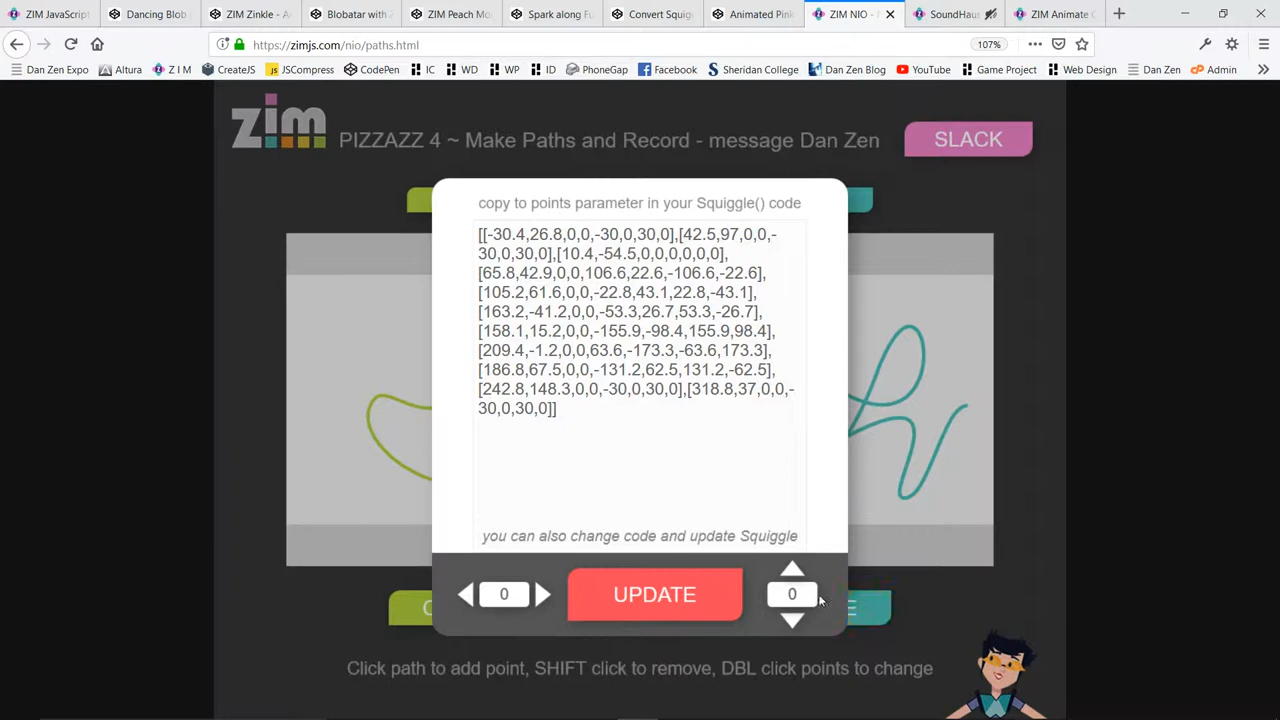 ZIM JavaScript
Dancing Blob
ZIM Zinkle - A
Blobatar with Z
ZIM Peach Mo
Spark along Fu
Convert Squig
Animated Pink
ZIM NIO -
SoundHaus
ZIM Animate
https://zimjs.com/nio/paths.html
107%
Dan Zen Expo
Altura
Z I M
CreateJS
JSCompress
CodePen
IC
WD
WP
ID
PhoneGap
Facebook
Sheridan College
Dan Zen Blog
YouTube
Game Project
Web Design
Dan Zen
Admin
zim
PIZZAZZ 4 ~ Make Paths and Record - message Dan Zen
SLACK
copy to points parameter in your Squiggle() code
[[-30.4,26.8,0,0,-30,0,30,0],[42.5,97,0,0,-
30,0,30,0],[10.4,-54.5,0,0,0,0,0,0],
[65.8,42.9,0,0,106.6,22.6,-106.6,-22.6],
[105.2,61.6,0,0,-22.8,43.1,22.8,-43.1],
[163.2,-41.2,0,0,-53.3,26.7,53.3,-26.7],
[158.1,15.2,0,0,-155.9,-98.4,155.9,98.4],
[209.4,-1.2,0,0,63.6,-173.3,-63.6,173.3],
[186.8,67.5,0,0,-131.2,62.5,131.2,-62.5],
[242.8,148.3,0,0,-30,0,30,0],[318.8,37,0,0,-
30,0,30,0]]
you can also change code and update Squiggle
0
UPDATE
0
Click path to add point, SHIFT click to remove, DBL click points to change